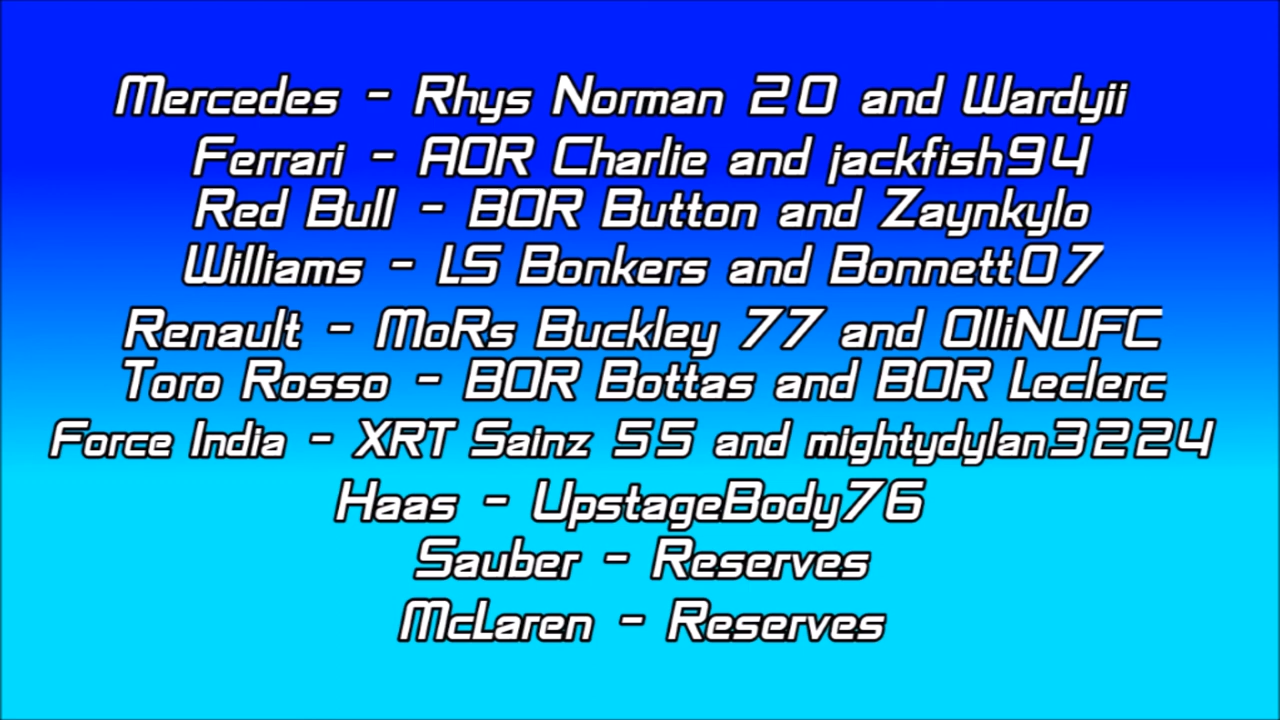 Mercedes - Rhys Norman 20 and Wardyii
Ferrari - AOR Charlie and jackfish94
Red Bull - BOR Button and Zaynkylo
Williams - LS Bonkers and Bonnett07
Renault - MoRs Buckley 77 and OlliNUFC
Toro Rosso - BOR Bottas and BOR Leclerc
Force India - XRT Sainz 55 and mightydylan3224
Haas - UpstageBody76
Sauber - Reserves
McLaren - Reserves